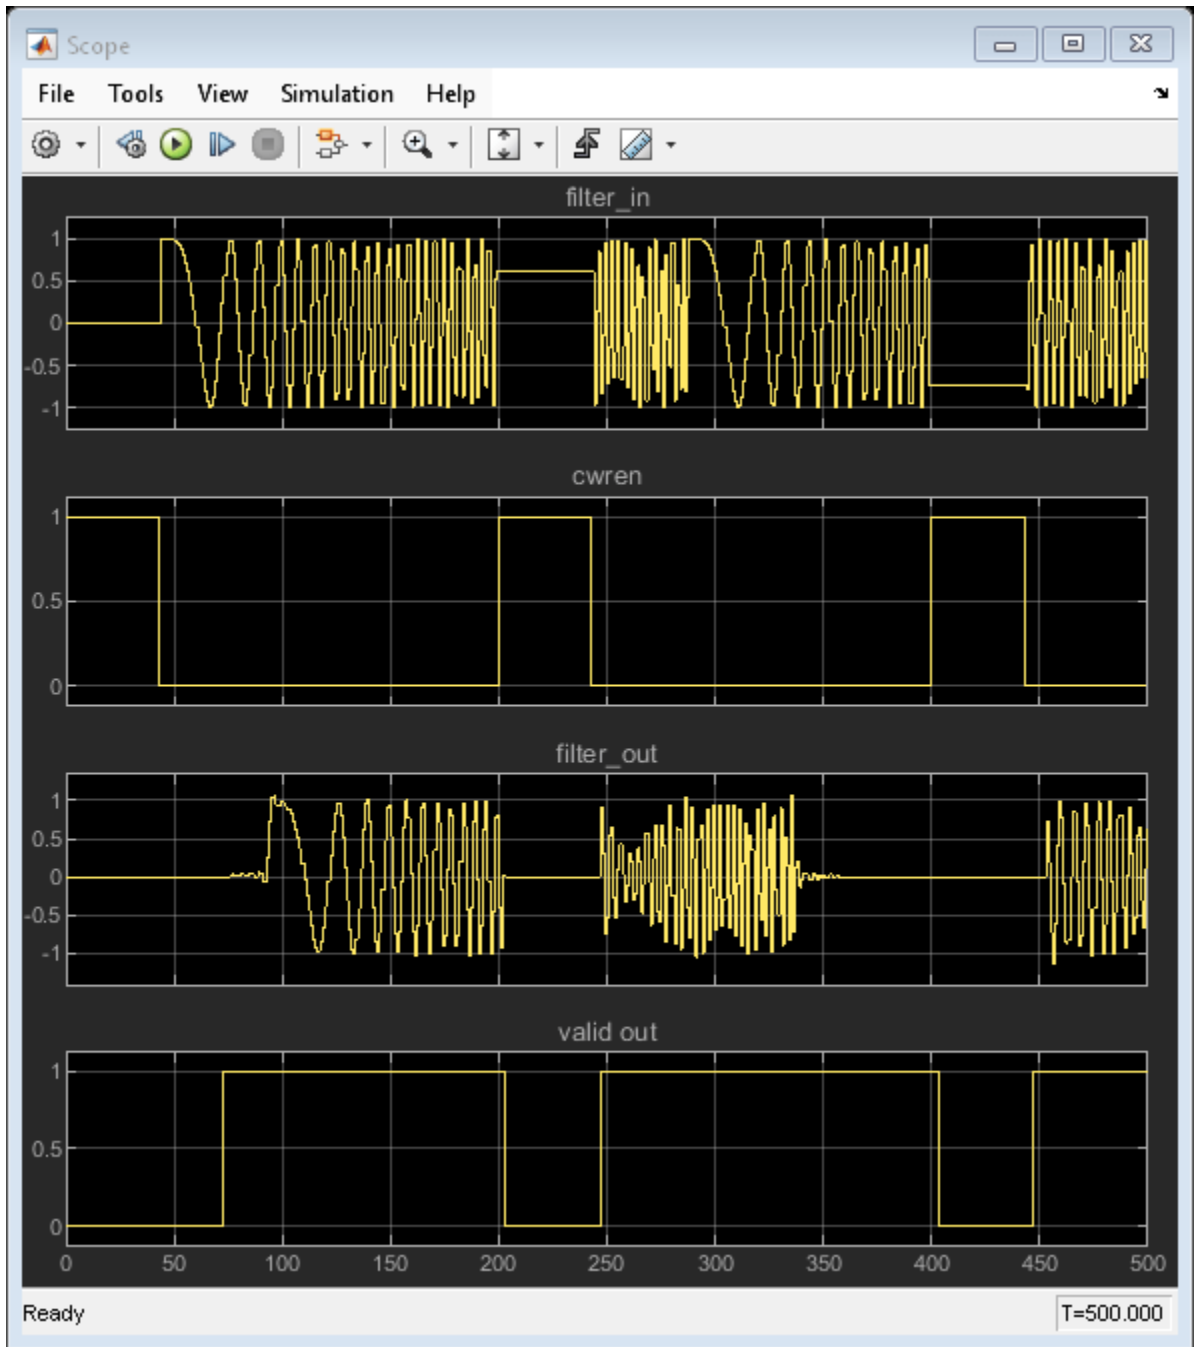 Scope
File Tools View Simulation Help
filter_in
1
0.5
0
-0.5
-1
cwren
1
0.5
0
filter_out
1
0.5
0
-0.5
-1
valid out
1
0.5
0
0 50 100 150 200 250 300 350 400 450 500
Ready T=500.000